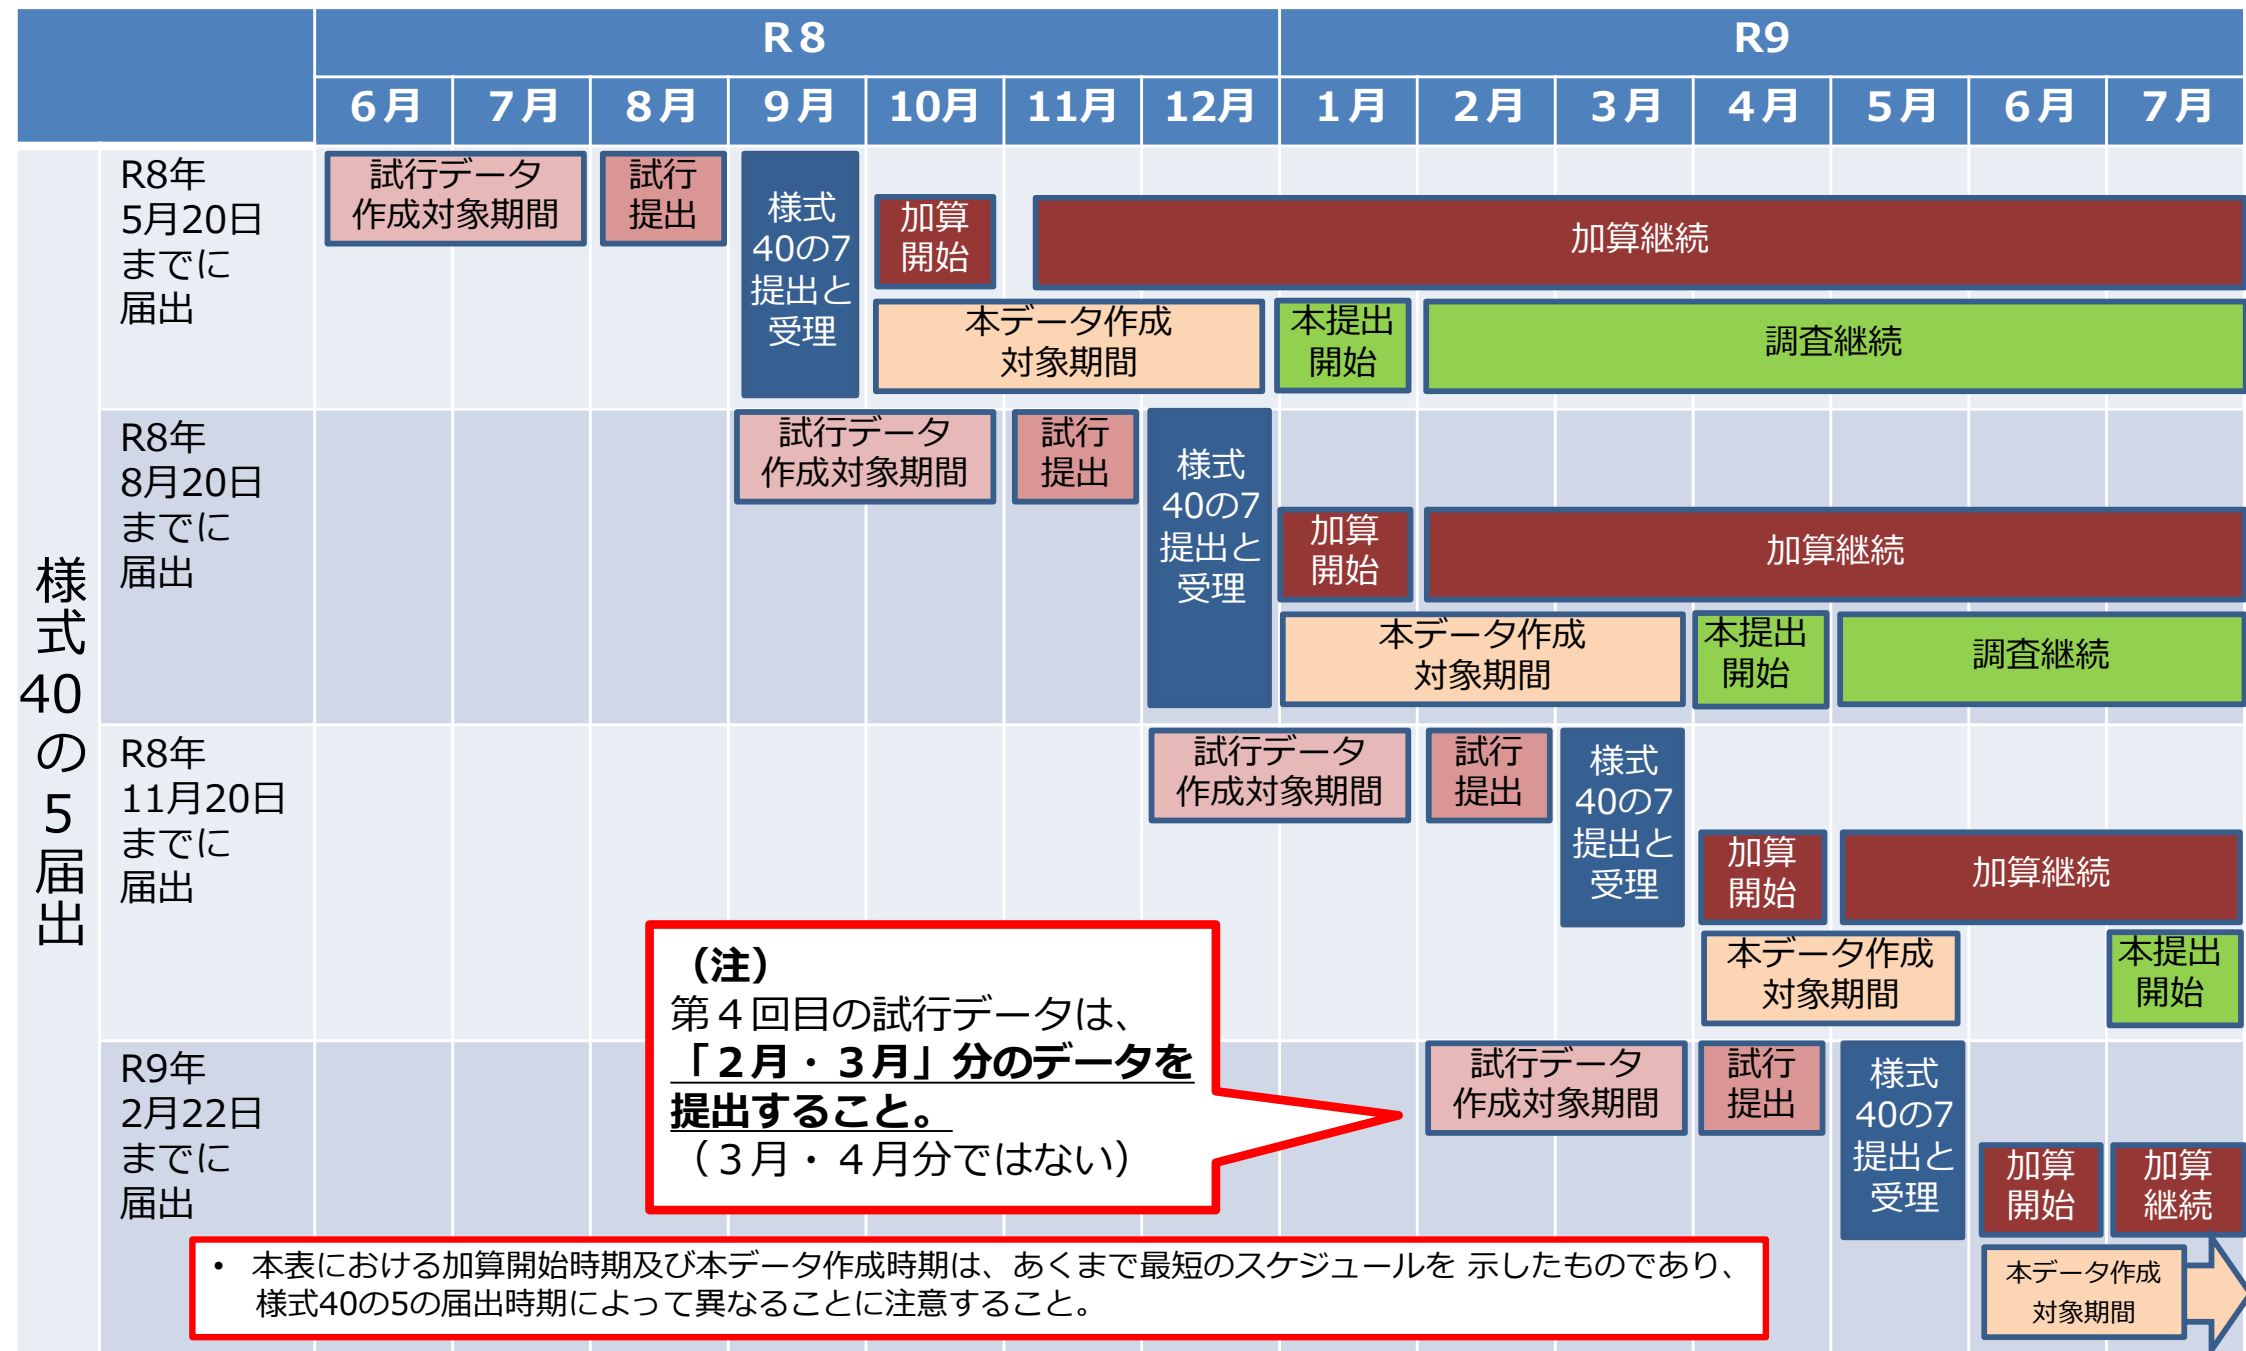 R８
R9
６月 ７月 ８月 ９月 10月 11月 12月 １月 ２月 ３月 ４月 ５月 ６月 ７月
様式40の５届出
R8年
5月20日
までに
届出
試行データ
作成対象期間
試行
提出
様式
40の7
提出と
受理
加算
開始
加算継続
本データ作成
対象期間
本提出
開始
調査継続
R8年
8月20日
までに
届出
試行データ
作成対象期間
試行
提出
様式
40の7
提出と
受理
加算
開始
加算継続
本データ作成
対象期間
本提出
開始
調査継続
R8年
11月20日
までに
届出
試行データ
作成対象期間
試行
提出
様式
40の7
提出と
受理
加算
開始
加算継続
本データ作成
対象期間
本提出
開始
R9年
2月22日
までに
届出
試行データ
作成対象期間
試行
提出
様式
40の7
提出と
受理
加算
開始
加算
継続
本データ作成
対象期間
（注）
第４回目の試行データは、
「２月・３月」分のデータを
提出すること。
（３月・４月分ではない）
• 本表における加算開始時期及び本データ作成時期は、あくまで最短のスケジュールを 示したものであり、
様式40の5の届出時期によって異なることに注意すること。